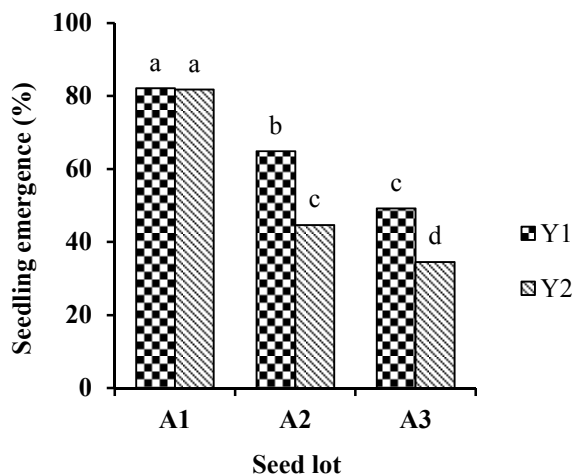 100
a a
80
b
60
c
c
40
d
20
0
Seedling emergence (%)
A1 A2 A3
Seed lot
Y1
Y2